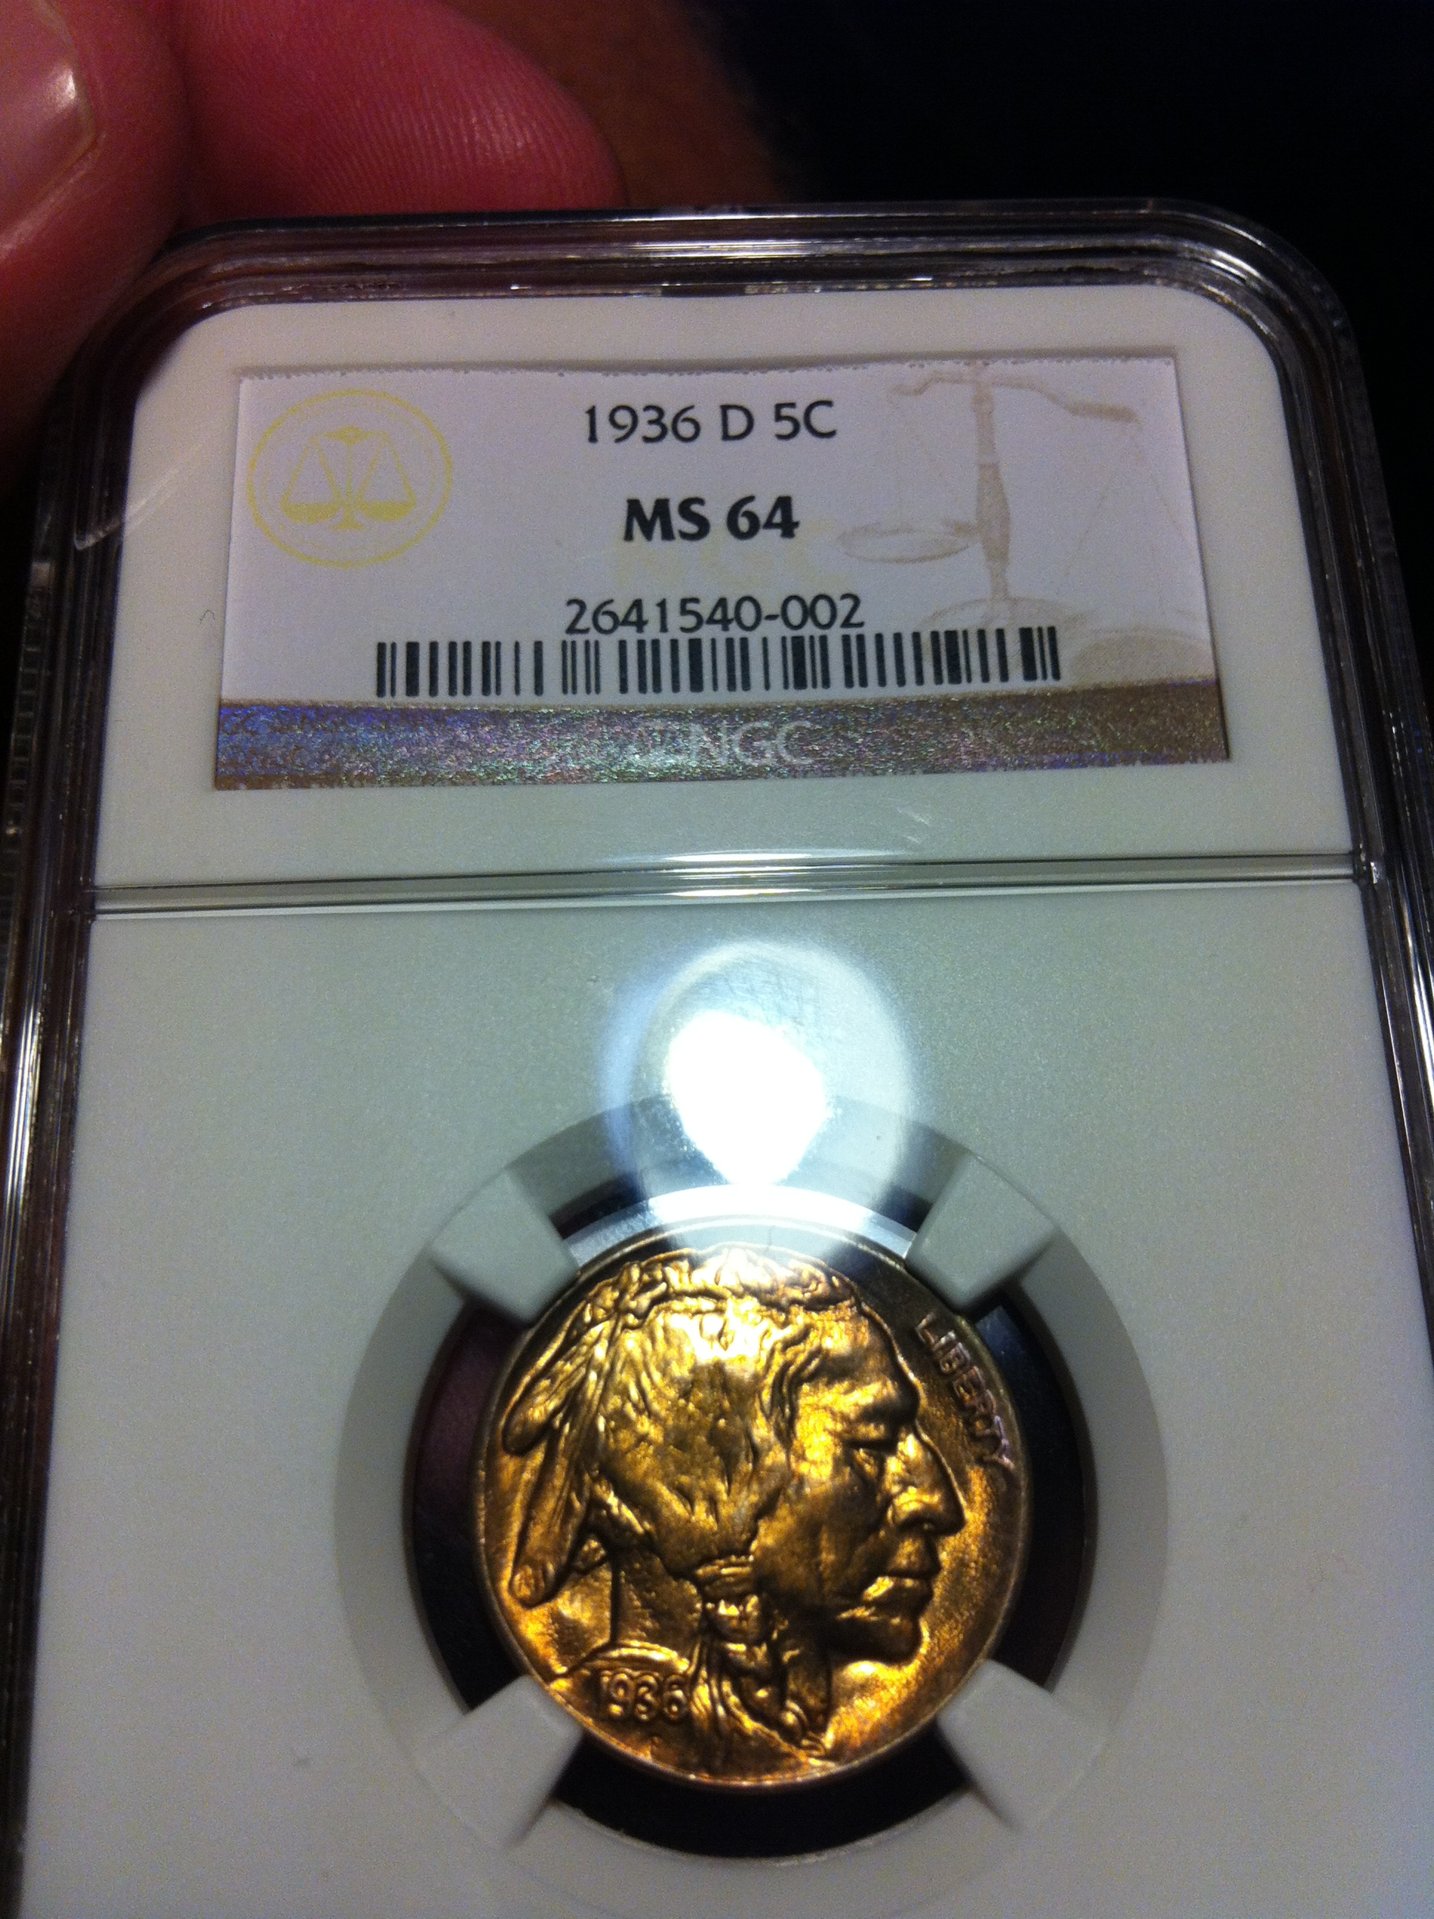 1936 D 5C
MS 64
2641540-002
NGC
LIBERTY
1936